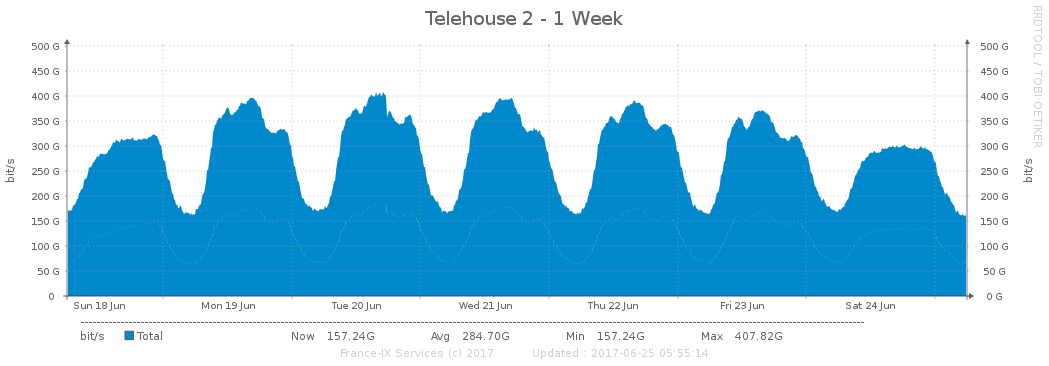 Telehouse 2 - 1 Week
RRDTOOL / TOBI OETIKER
500 G 500 G
450 G 450 G
400 G 400 G
350 G 350 G
300 G 300 G
250 G 250 G
200 G 200 G
150 G 150 G
100 G 100 G
50 G 50 G
0 0 G
bit/s bit/s
Sun 18 Jun Mon 19 Jun Tue 20 Jun Wed 21 Jun Thu 22 Jun Fri 23 Jun Sat 24 Jun
bit/s Total Now 157.24G Avg 284.70G Min 157.24G Max 407.82G
France-IX Services (c) 2017 Updated : 2017-06-25 05:55:14